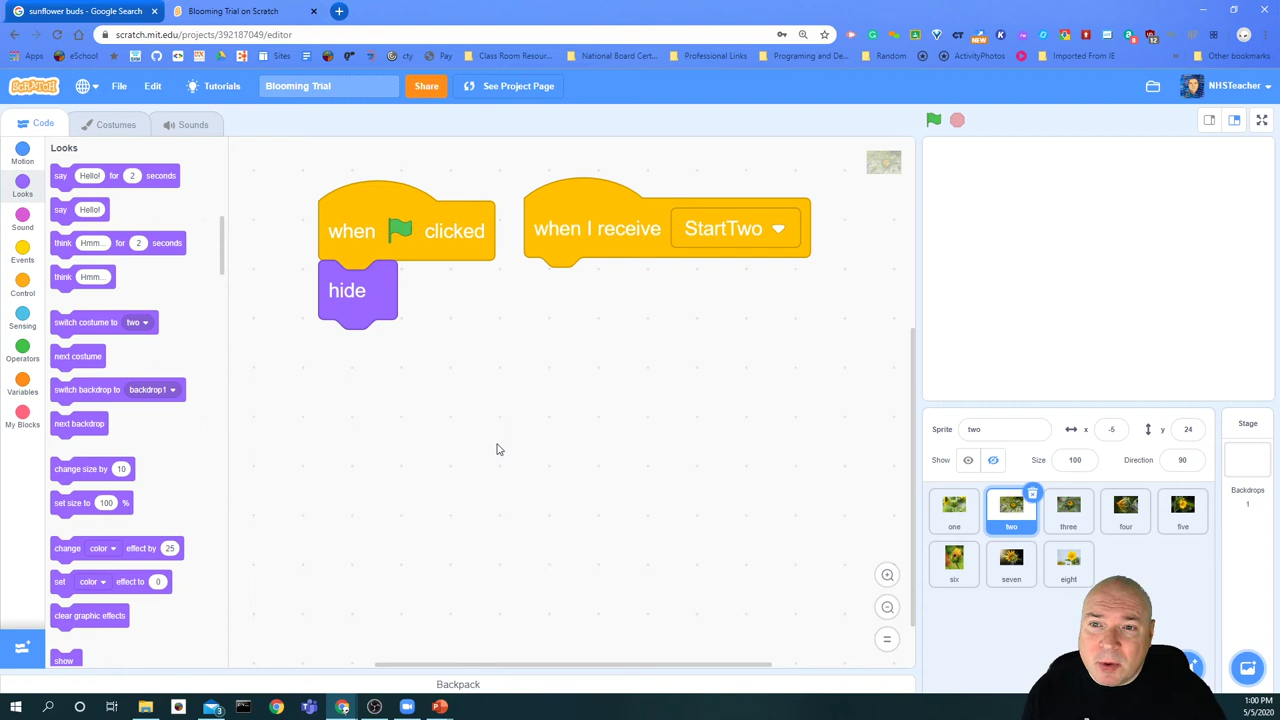 sunflower buds - Google Search
Blooming Trial on Scratch
scratch.mit.edu/projects/392187049/editor
Apps
eSchool
Sites
cty
Pay
Class Room Resour...
National Board Cert...
Professional Links
Programing and De...
Random
ActivityPhotos
Imported From IE
Other bookmarks
SCRATCH
File
Edit
Tutorials
Blooming Trial
Share
See Project Page
NHSTeacher
Code
Costumes
Sounds
Motion
Looks
Sound
Events
Control
Sensing
Operators
Variables
My Blocks
Looks
say Hello! for 2 seconds
say Hello!
think Hmm... for 2 seconds
think Hmm...
switch costume to two
next costume
switch backdrop to backdrop1
next backdrop
change size by 10
set size to 100 %
change color effect by 25
set color effect to 0
clear graphic effects
show
when clicked
hide
when I receive StartTwo
Sprite two x -5 y 24
Show Size 100 Direction 90
one
two
three
four
five
six
seven
eight
Stage
Backdrops
1
Backpack
1:00 PM
5/5/2020